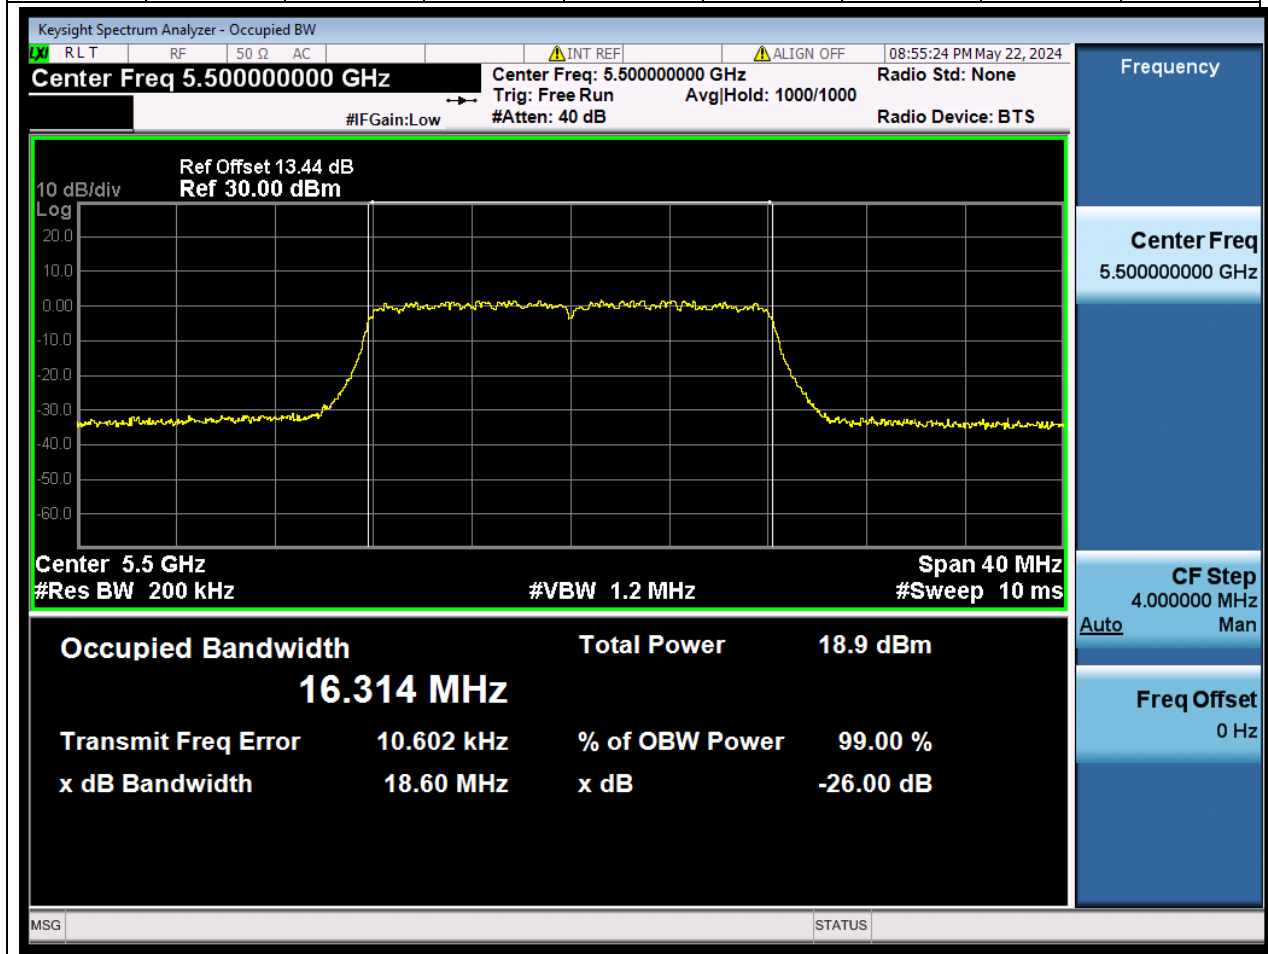 Keysight Spectrum Analyzer - Occupied BW
LXI RLT RF 50 Ω AC INT REF ALIGN OFF 08:55:24 PM May 22, 2024
Center Freq 5.500000000 GHz
Center Freq: 5.500000000 GHz
Radio Std: None
Trig: Free Run Avg|Hold: 1000/1000
#IFGain:Low
#Atten: 40 dB
Radio Device: BTS
Ref Offset 13.44 dB
10 dB/div Ref 30.00 dBm
Log
20.0
10.0
0.00
-10.0
-20.0
-30.0
-40.0
-50.0
-60.0
Center 5.5 GHz Span 40 MHz
#Res BW 200 kHz #VBW 1.2 MHz #Sweep 10 ms
Occupied Bandwidth Total Power 18.9 dBm
16.314 MHz
Transmit Freq Error 10.602 kHz % of OBW Power 99.00 %
x dB Bandwidth 18.60 MHz x dB -26.00 dB
MSG STATUS
Frequency
Center Freq
5.500000000 GHz
CF Step
4.000000 MHz
Auto Man
Freq Offset
0 Hz